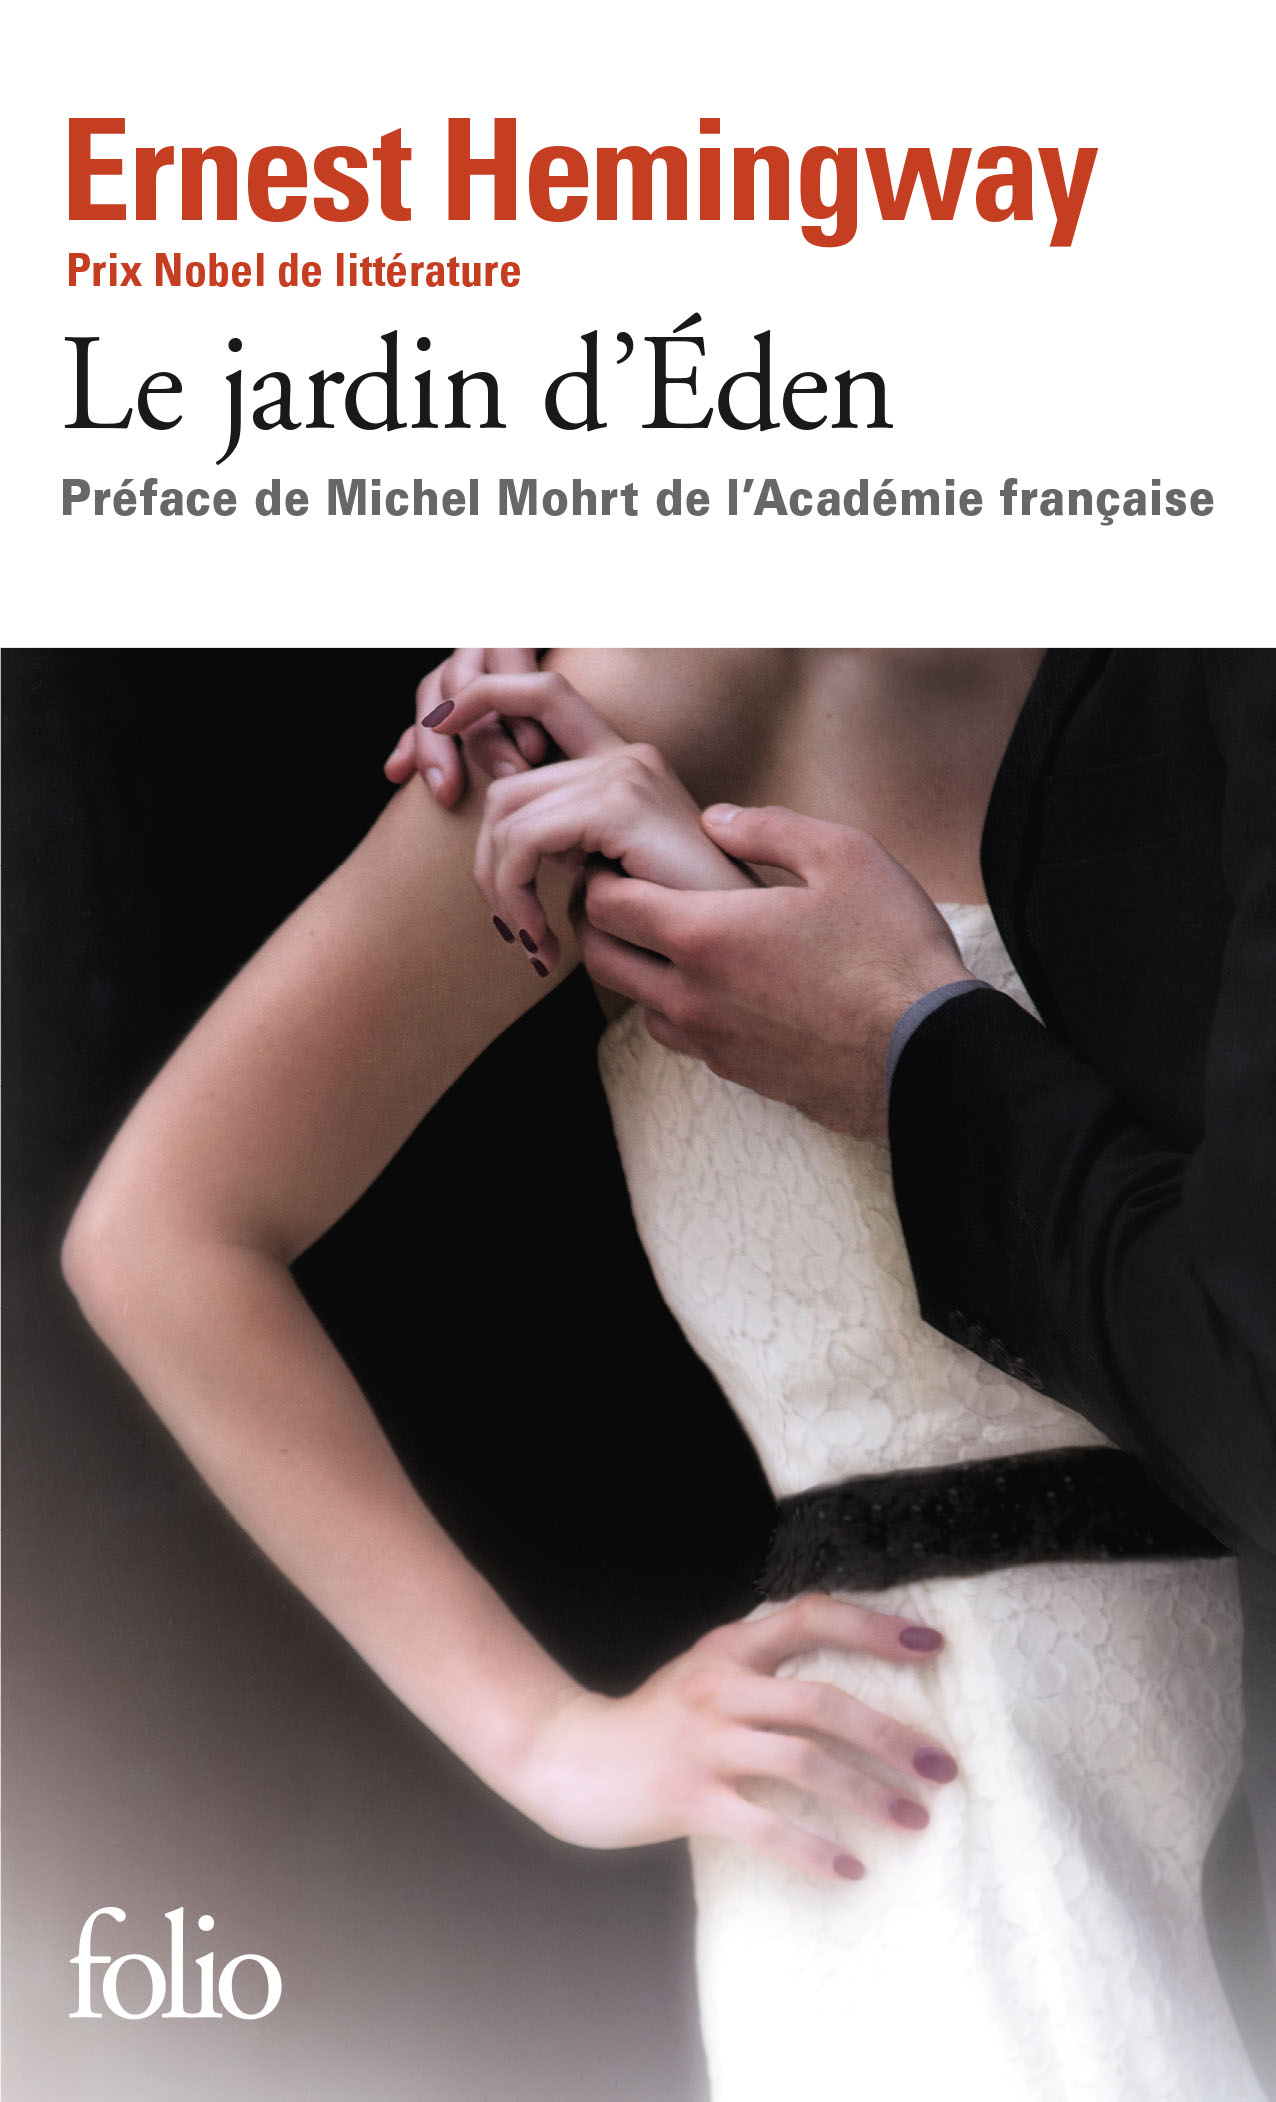 Ernest Hemingway
Prix Nobel de littérature
Le jardin d’Éden
Préface de Michel Mohrt de l’Académie française
folio